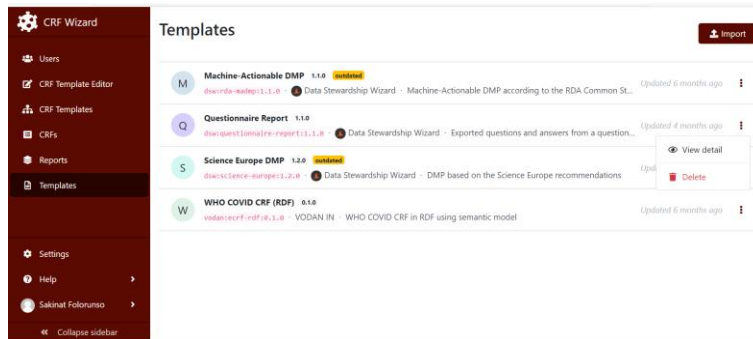 CRF Wizard
Users
CRF Template Editor
CRF Templates
CRFs
Reports
Templates
Settings
Help
Sakinat Folorunso
Collapse sidebar
Templates
Import
M
Machine-Actionable DMP 1.1.0 outdated
dsw:rda-madmp:1.1.0 · Data Stewardship Wizard · Machine-Actionable DMP according to the RDA Common St...
Updated 6 months ago
Q
Questionnaire Report 1.1.0
dsw:questionnaire-report:1.1.0 · Data Stewardship Wizard · Exported questions and answers from a question...
Updated 4 months ago
View detail
Delete
S
Science Europe DMP 1.2.0 outdated
dsw:science-europe:1.2.0 · Data Stewardship Wizard · DMP based on the Science Europe recommendations
Upd
W
WHO COVID CRF (RDF) 0.1.0
vodan:ecrf-rdf:0.1.0 · VODAN IN · WHO COVID CRF in RDF using semantic model
Updated 6 months ago